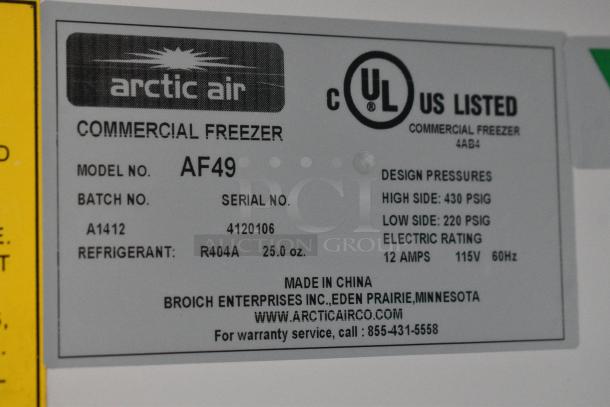 arctic air
COMMERCIAL FREEZER
MODEL NO. AF49
BATCH NO. SERIAL NO.
A1412 4120106
REFRIGERANT: R404A 25.0 oz.
C UL ® US LISTED
COMMERCIAL FREEZER
4AB4
DESIGN PRESSURES
HIGH SIDE: 430 PSIG
LOW SIDE: 220 PSIG
ELECTRIC RATING
12 AMPS 115V 60Hz
PCI
AUCTION GROUP
MADE IN CHINA
BROICH ENTERPRISES INC.,EDEN PRAIRIE,MINNESOTA
WWW.ARCTICAIRCO.COM
For warranty service, call : 855-431-5558